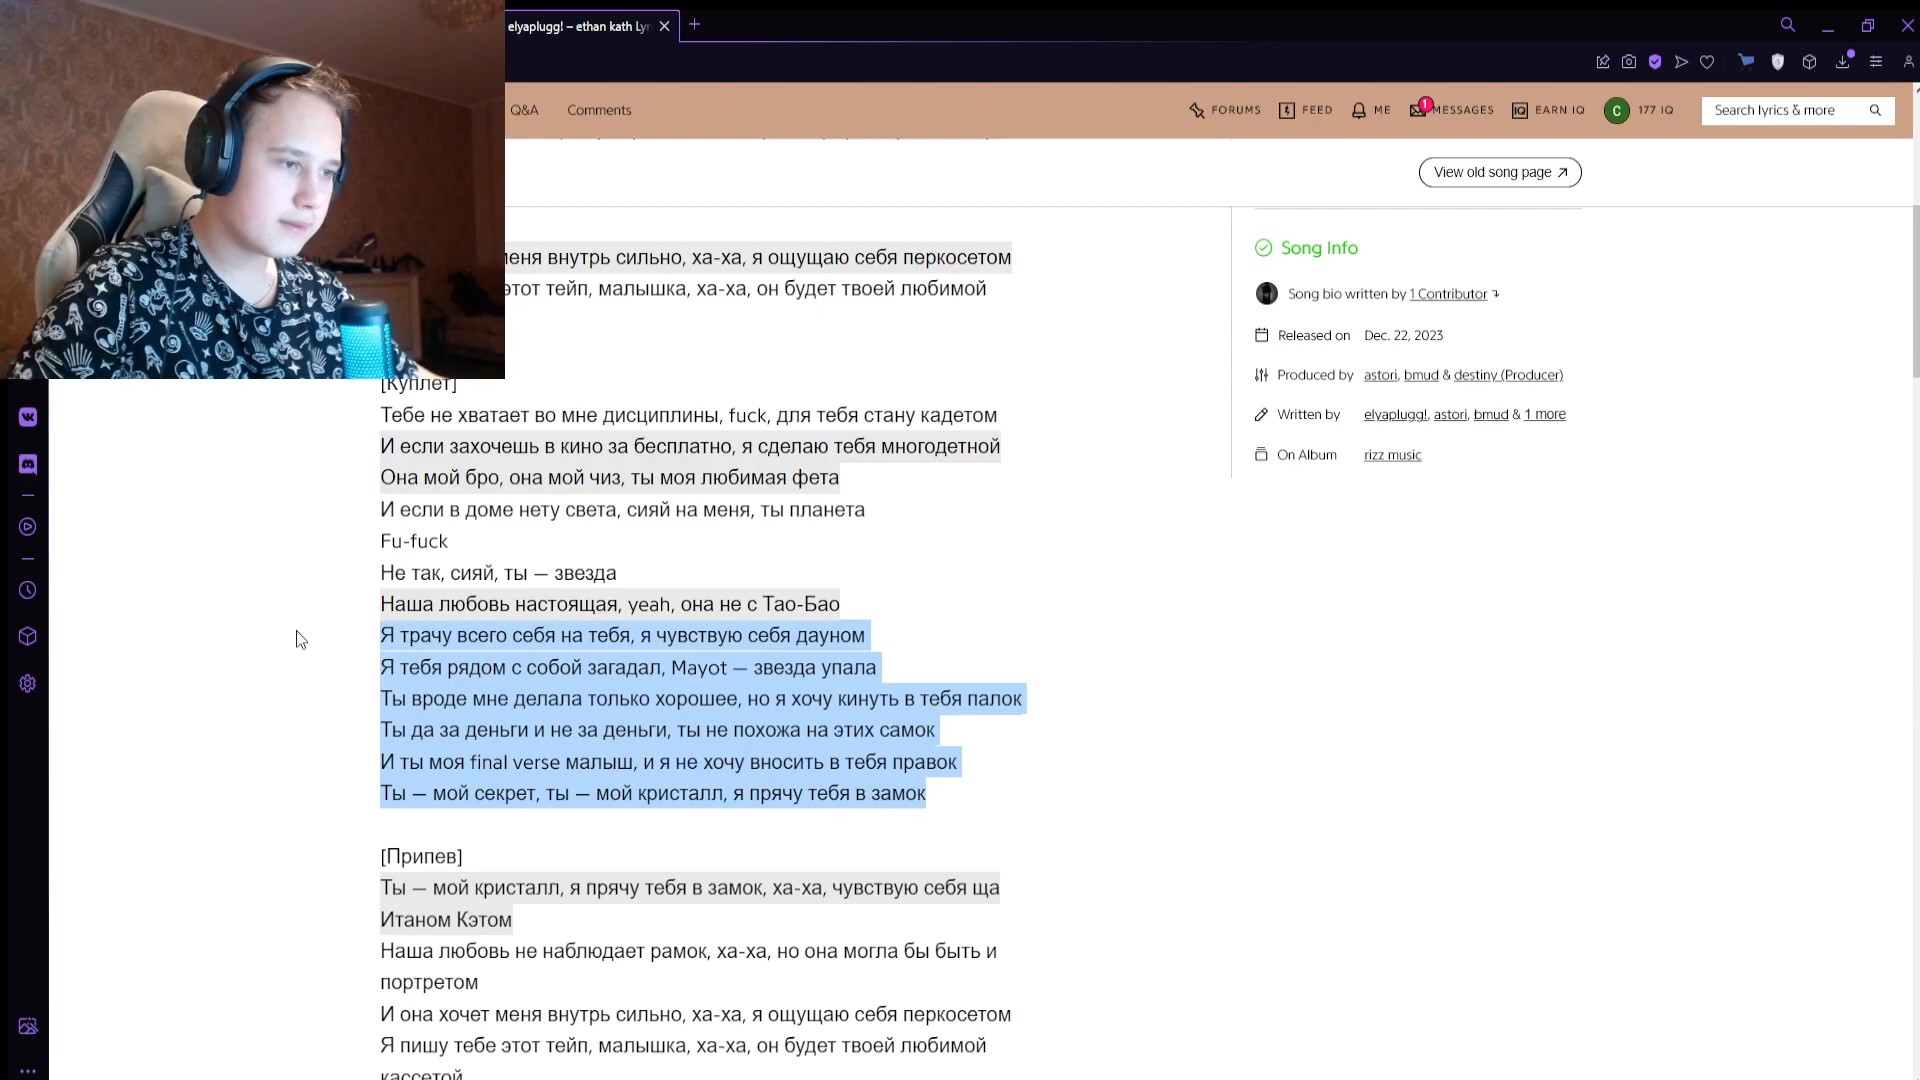 elyaplugg! – ethan kath Lyr
Q&A
Comments
FORUMS
FEED
ME
1
MESSAGES
EARN IQ
C
177 IQ
Search lyrics & more
View old song page
меня внутрь сильно, ха-ха, я ощущаю себя перкосетом
этот тейп, малышка, ха-ха, он будет твоей любимой
[Куплет]
Тебе не хватает во мне дисциплины, fuck, для тебя стану кадетом
И если захочешь в кино за бесплатно, я сделаю тебя многодетной
Она мой бро, она мой чиз, ты моя любимая фета
И если в доме нету света, сияй на меня, ты планета
Fu-fuck
Не так, сияй, ты — звезда
Наша любовь настоящая, yeah, она не с Тао-Бао
Я трачу всего себя на тебя, я чувствую себя дауном
Я тебя рядом с собой загадал, Mayot — звезда упала
Ты вроде мне делала только хорошее, но я хочу кинуть в тебя палок
Ты да за деньги и не за деньги, ты не похожа на этих самок
И ты моя final verse малыш, и я не хочу вносить в тебя правок
Ты — мой секрет, ты — мой кристалл, я прячу тебя в замок
[Припев]
Ты — мой кристалл, я прячу тебя в замок, ха-ха, чувствую себя ща
Итаном Кэтом
Наша любовь не наблюдает рамок, ха-ха, но она могла бы быть и
портретом
И она хочет меня внутрь сильно, ха-ха, я ощущаю себя перкосетом
Я пишу тебе этот тейп, малышка, ха-ха, он будет твоей любимой
кассетой
Song Info
Song bio written by 1 Contributor
Released on Dec. 22, 2023
Produced by astori, bmud & destiny (Producer)
Written by elyaplugg!, astori, bmud & 1 more
On Album rizz music